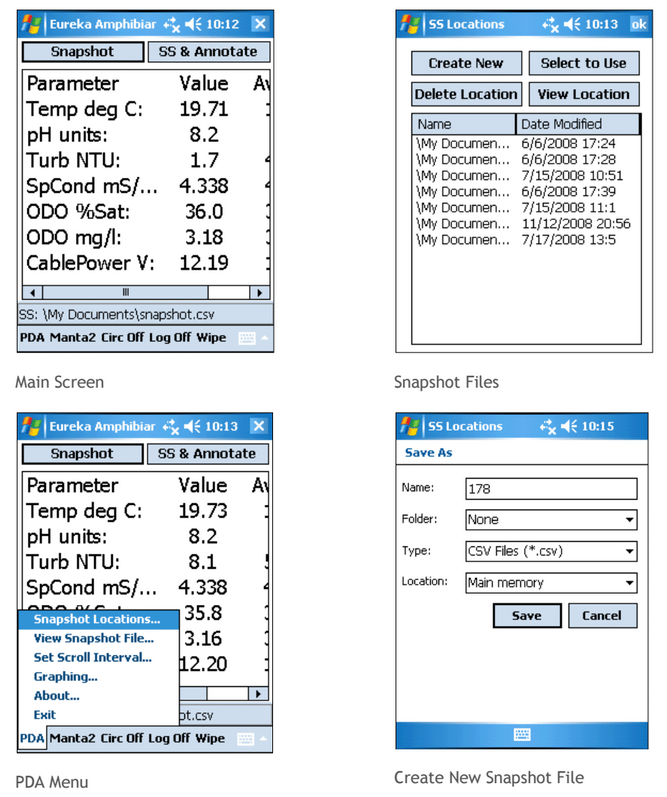 Eureka Amphibiar 10:12
Snapshot SS & Annotate
Parameter Value Av
Temp deg C: 19.71
pH units: 8.2
Turb NTU: 1.7
SpCond mS/... 4.338
ODO %Sat: 36.0
ODO mg/l: 3.18
CablePower V: 12.19
SS: \My Documents\snapshot.csv
PDA Manta2 Circ Off Log Off Wipe
Main Screen
SS Locations 10:13 ok
Create New Select to Use
Delete Location View Location
Name Date Modified
\My Documen... 6/6/2008 17:24
\My Documen... 6/6/2008 17:28
\My Documen... 7/15/2008 10:51
\My Documen... 6/6/2008 17:39
\My Documen... 7/15/2008 11:1
\My Documen... 11/12/2008 20:56
\My Documen... 7/17/2008 13:5
Snapshot Files
Eureka Amphibiar 10:13
Snapshot SS & Annotate
Parameter Value Av
Temp deg C: 19.73
pH units: 8.2
Turb NTU: 8.1
SpCond mS/... 4.338
ODO %Sat 35.8
Snapshot Locations...
View Snapshot File... 3.16
Set Scroll Interval... 12.20
Graphing...
About...
Exit ot.csv
PDA Manta2 Circ Off Log Off Wipe
PDA Menu
SS Locations 10:15
Save As
Name: 178
Folder: None
Type: CSV Files (*.csv)
Location: Main memory
Save Cancel
Create New Snapshot File